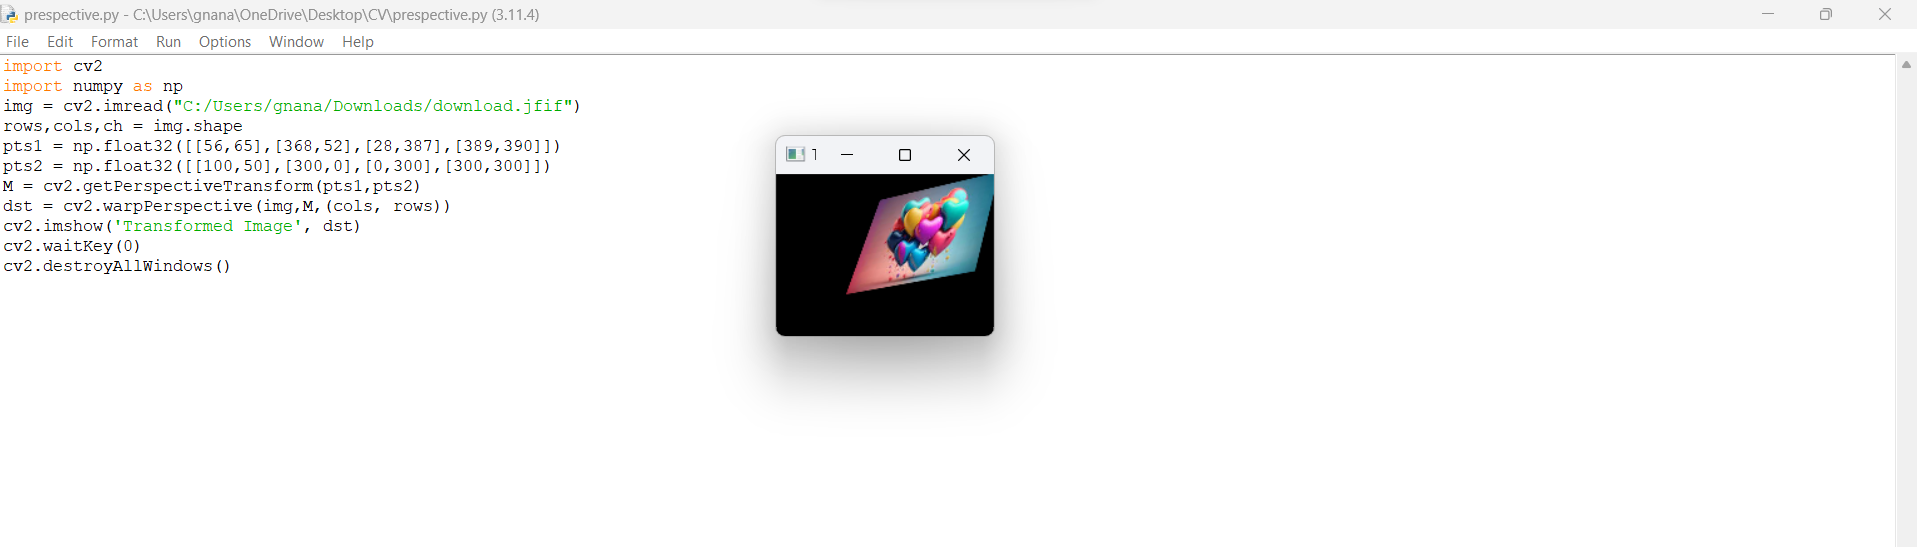 prespective.py - C:\Users\gnana\OneDrive\Desktop\CV\prespective.py (3.11.4)
File Edit Format Run Options Window Help
import cv2
import numpy as np
img = cv2.imread("C:/Users/gnana/Downloads/download.jfif")
rows,cols,ch = img.shape
pts1 = np.float32([[56,65],[368,52],[28,387],[389,390]])
pts2 = np.float32([[100,50],[300,0],[0,300],[300,300]])
M = cv2.getPerspectiveTransform(pts1,pts2)
dst = cv2.warpPerspective(img,M,(cols, rows))
cv2.imshow('Transformed Image', dst)
cv2.waitKey(0)
cv2.destroyAllWindows()